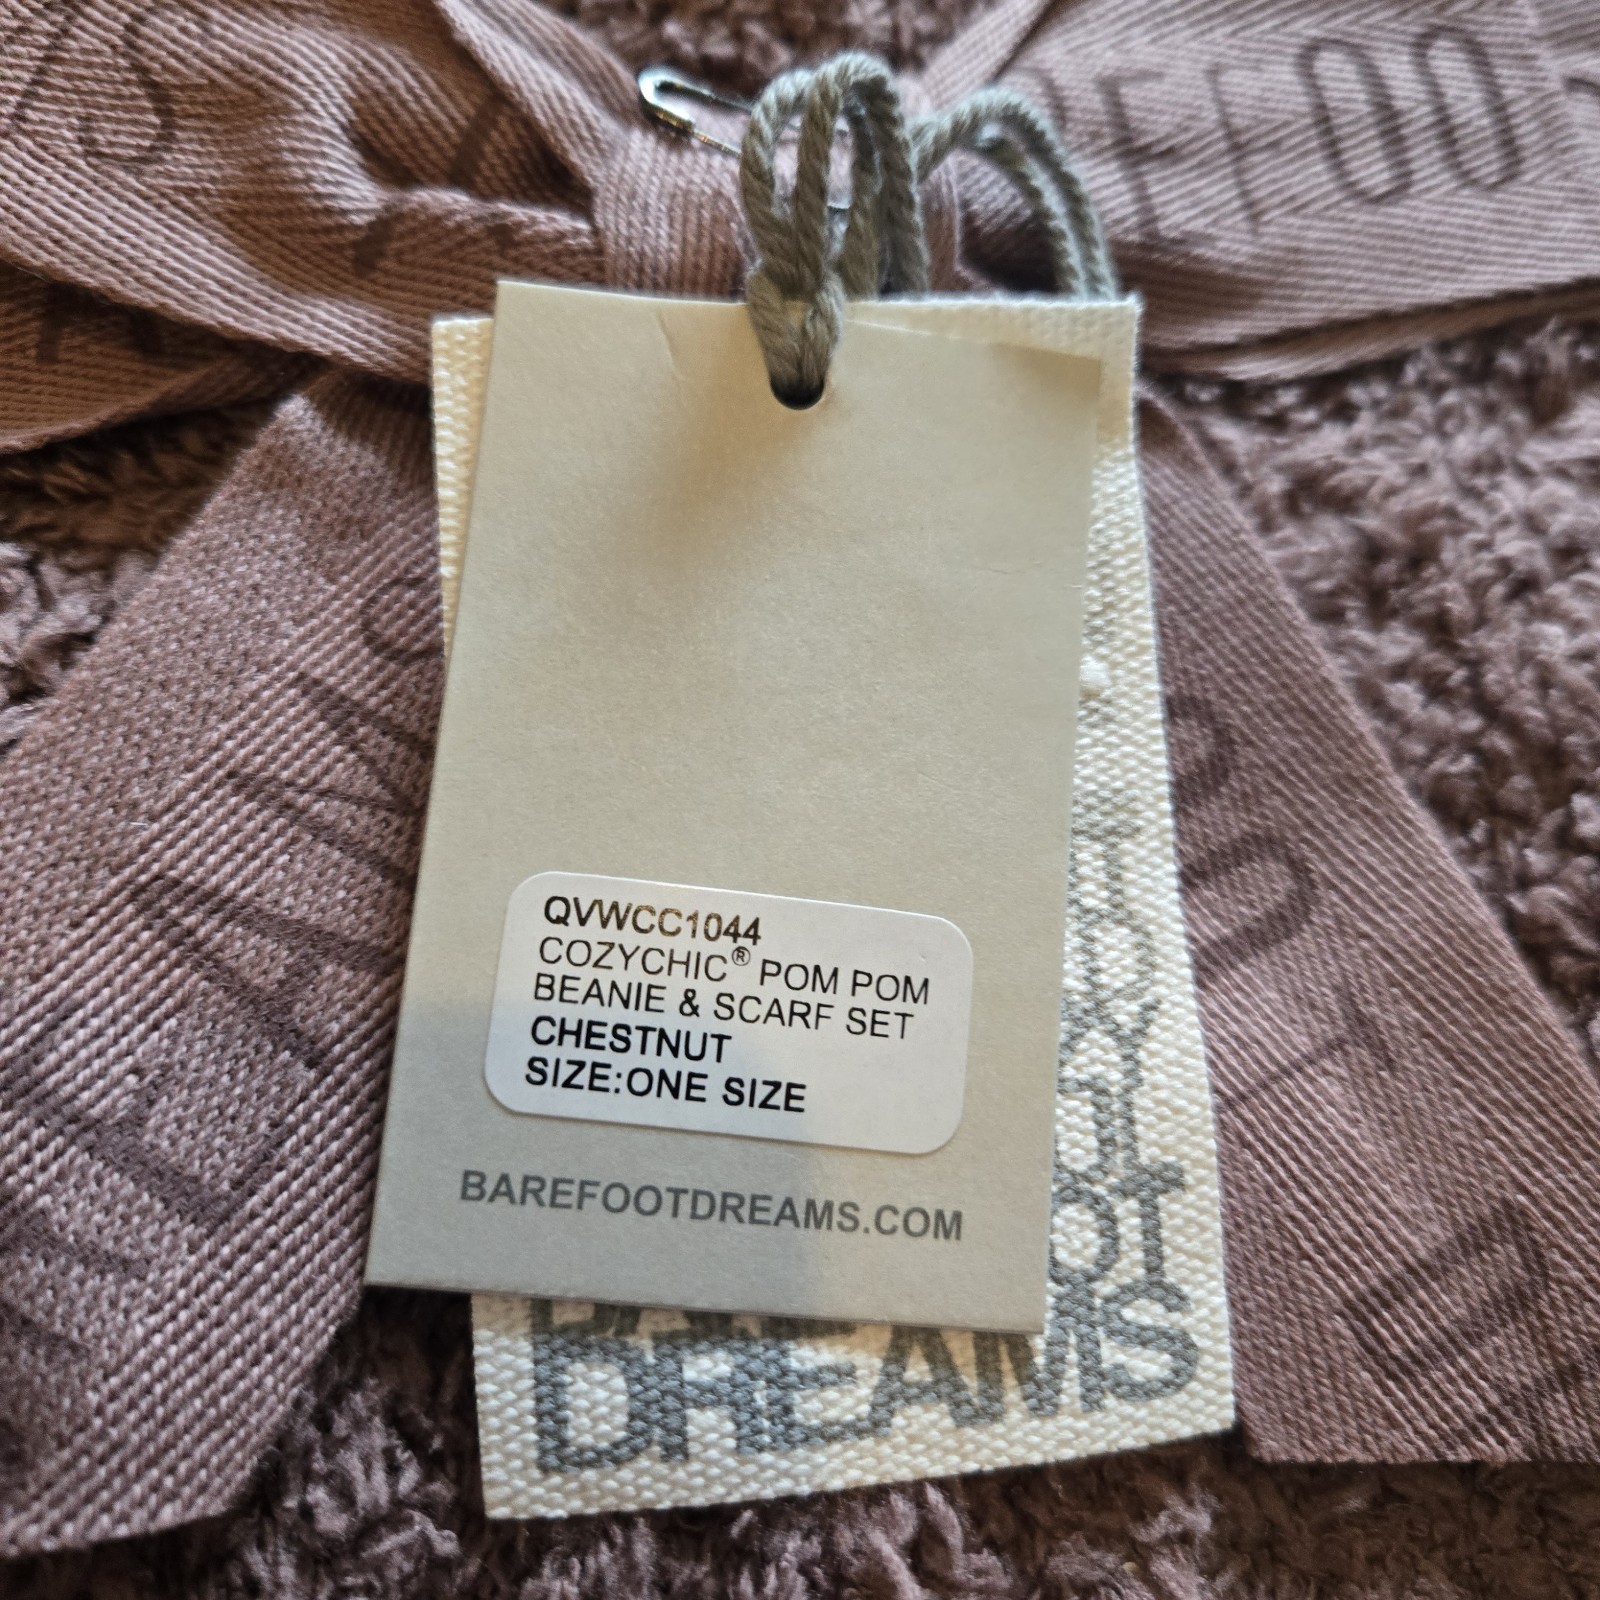 QVWCC1044
COZYCHIC® POM POM
BEANIE & SCARF SET
CHESTNUT
SIZE:ONE SIZE
BAREFOOTDREAMS.COM
DREAMS